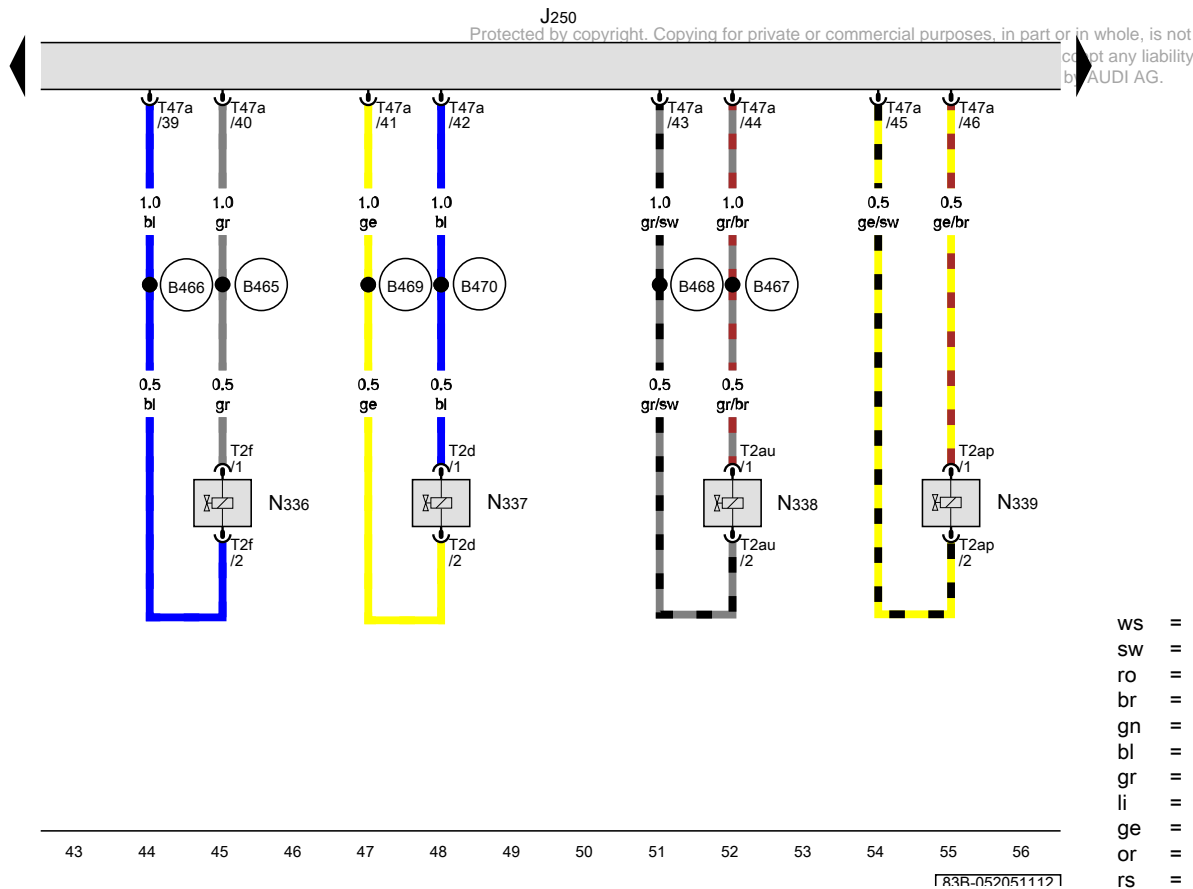 J250
Protected by copyright. Copying for private or commercial purposes, in part or in whole, is not
any liability
AUDI AG.
T47a /39
T47a /40
T47a /41
T47a /42
T47a /43
T47a /44
T47a /45
T47a /46
1.0 bl
1.0 gr
1.0 ge
1.0 bl
1.0 gr/sw
1.0 gr/br
0.5 ge/sw
0.5 ge/br
B466
B465
B469
B470
B468
B467
0.5 bl
0.5 gr
0.5 ge
0.5 bl
0.5 gr/sw
0.5 gr/br
T2f /1
T2d /1
T2au /1
T2ap /1
N336
N337
N338
N339
T2f /2
T2d /2
T2au /2
T2ap /2
ws =
sw =
ro =
br =
gn =
bl =
gr =
li =
ge =
or =
rs =
43 44 45 46 47 48 49 50 51 52 53 54 55 56
83B-052051112